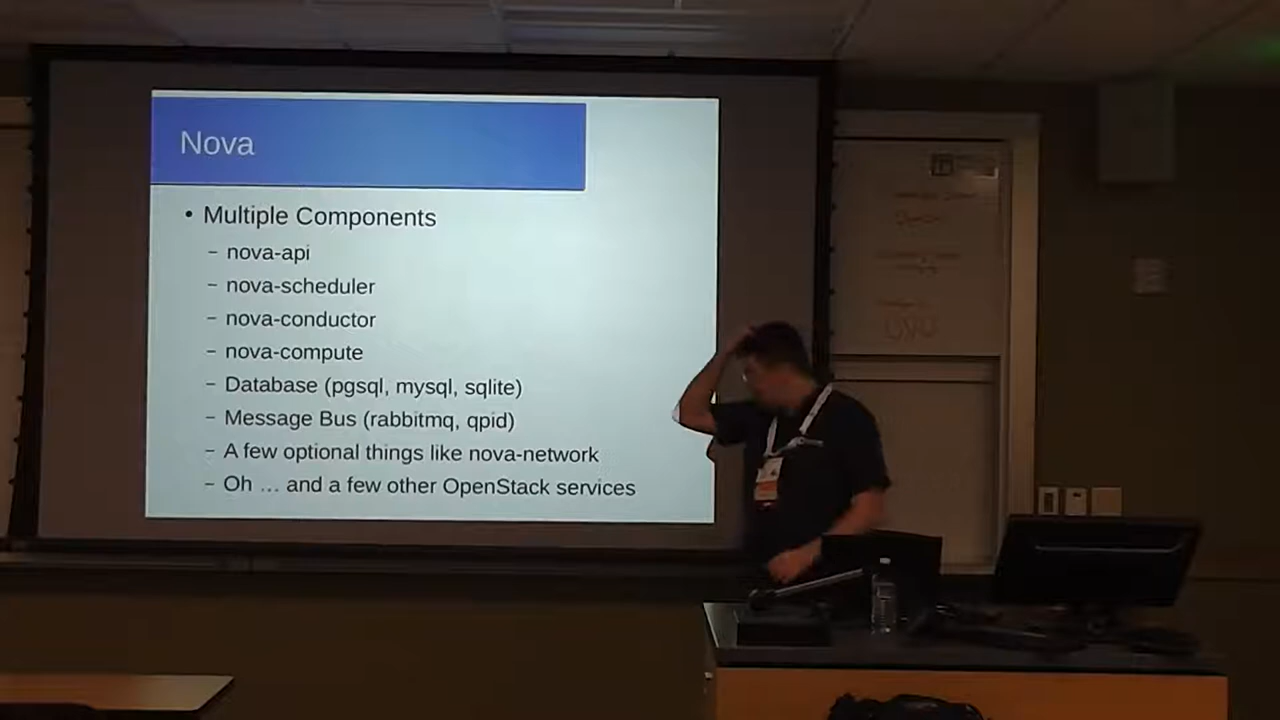 Nova
• Multiple Components
– nova-api
– nova-scheduler
– nova-conductor
– nova-compute
– Database (pgsql, mysql, sqlite)
– Message Bus (rabbitmq, qpid)
– A few optional things like nova-network
– Oh … and a few other OpenStack services